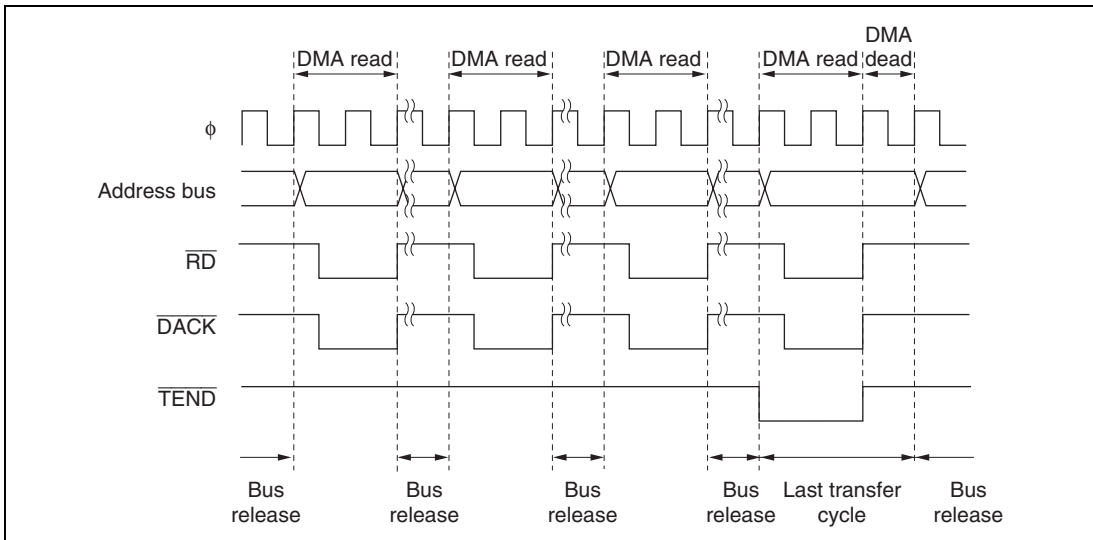 DMA
DMA read DMA read DMA read DMA read dead
ϕ
Address bus
RD
DACK
TEND
Bus release
Bus release
Bus release
Bus release
Last transfer cycle
Bus release